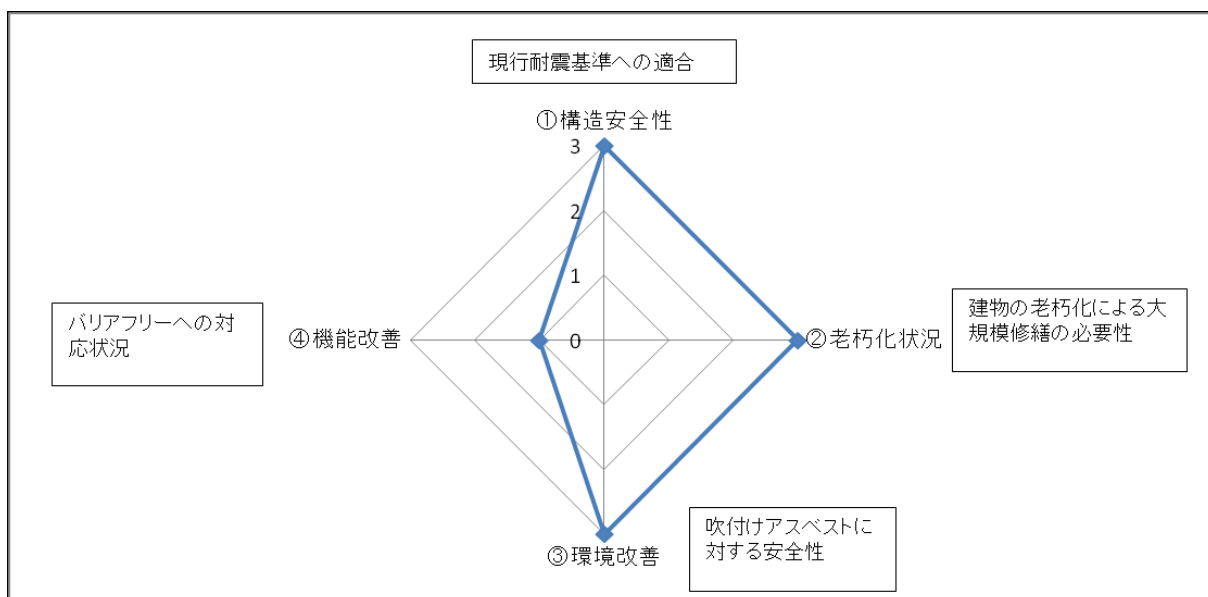 現行耐震基準への適合
①構造安全性
3
2
1
0
バリアフリーへの対
応状況
④機能改善
②老朽化状況
建物の老朽化による大
規模修繕の必要性
吹付けアスベストに
対する安全性
③環境改善